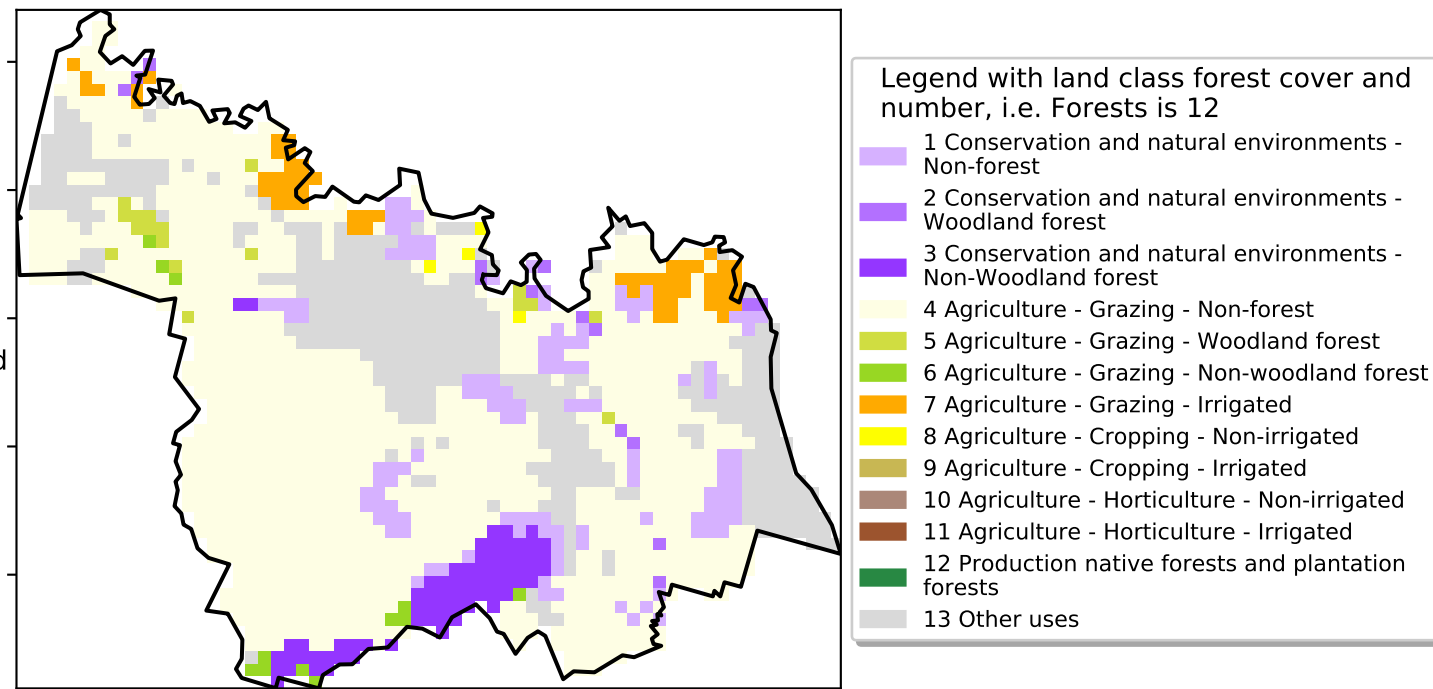 d
Legend with land class forest cover and
number, i.e. Forests is 12
1 Conservation and natural environments -
Non-forest
2 Conservation and natural environments -
Woodland forest
3 Conservation and natural environments -
Non-Woodland forest
4 Agriculture - Grazing - Non-forest
5 Agriculture - Grazing - Woodland forest
6 Agriculture - Grazing - Non-woodland forest
7 Agriculture - Grazing - Irrigated
8 Agriculture - Cropping - Non-irrigated
9 Agriculture - Cropping - Irrigated
10 Agriculture - Horticulture - Non-irrigated
11 Agriculture - Horticulture - Irrigated
12 Production native forests and plantation
forests
13 Other uses